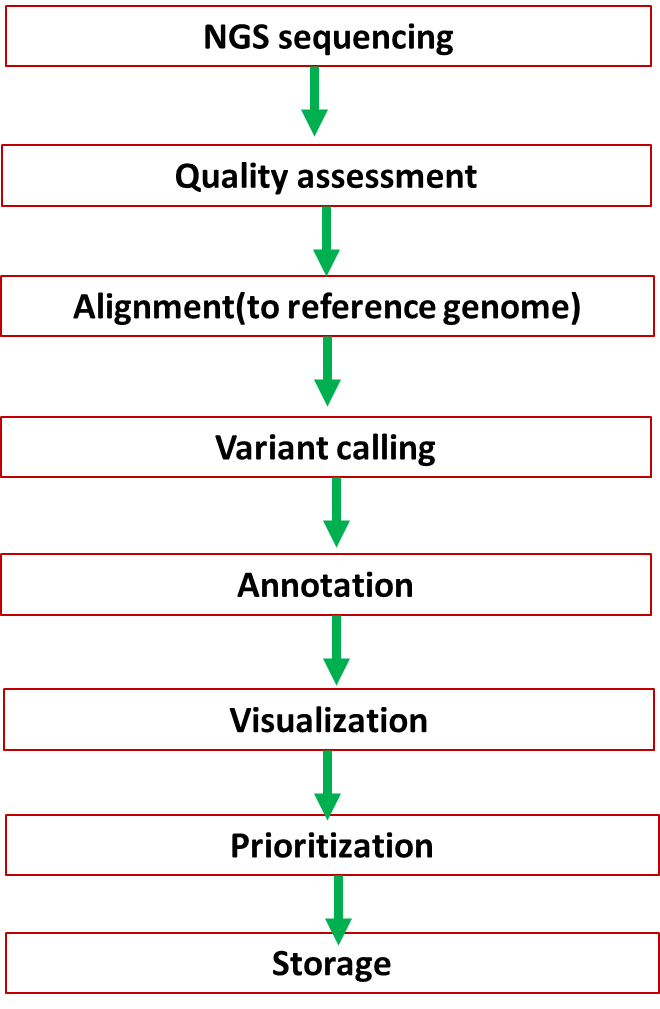 NGS sequencing
Quality assessment
Alignment(to reference genome)
Variant calling
Annotation
Visualization
Prioritization
Storage